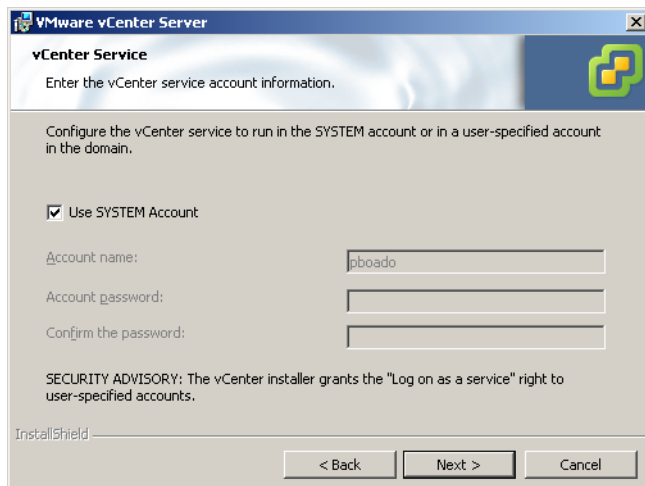 VMware vCenter Server
vCenter Service
Enter the vCenter service account information.
Configure the vCenter service to run in the SYSTEM account or in a user-specified account
in the domain.
Use SYSTEM Account
Account name:
pboado
Account password:
Confirm the password:
SECURITY ADVISORY: The vCenter installer grants the "Log on as a service" right to
user-specified accounts.
InstallShield
< Back
Next >
Cancel